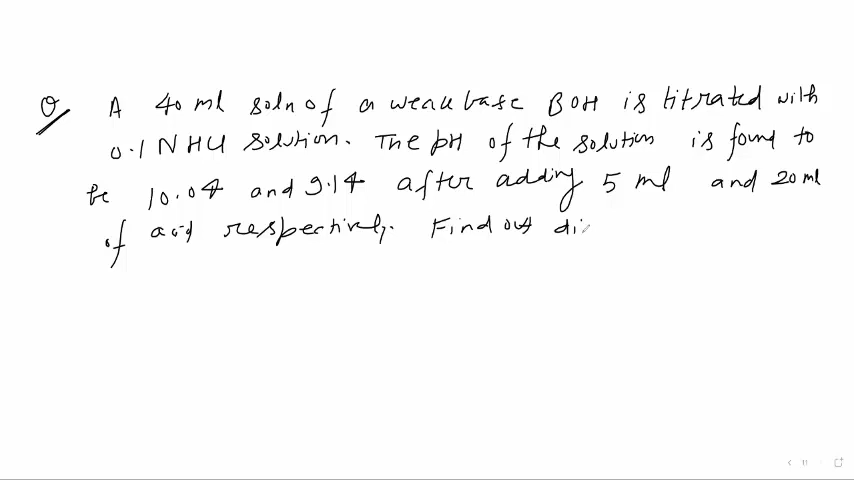 Q A 40 ml soln of a weak base BOH is titrated with
0.1 N HCl solution. The pH of the solution is found to
be 10.04 and 9.14 after adding 5 ml and 20 ml
of acid respectively. Find out di